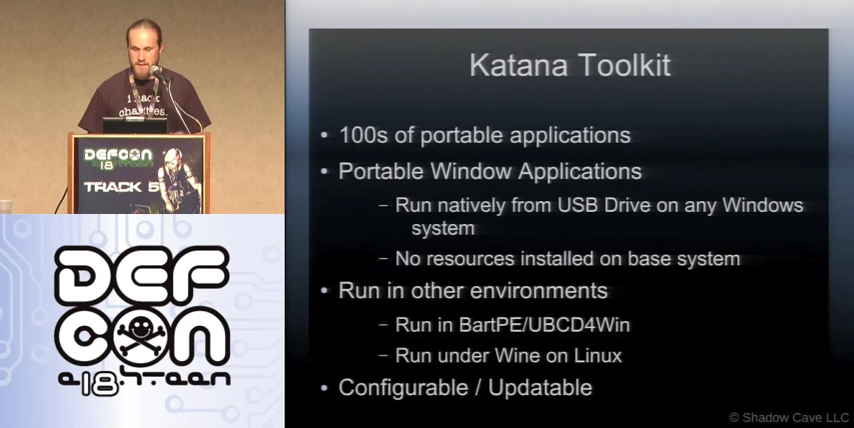 i hack
charities.
DEFCON
18
TRACK 5
DEF
CON
e18hteen
Katana Toolkit
• 100s of portable applications
• Portable Window Applications
– Run natively from USB Drive on any Windows
system
– No resources installed on base system
• Run in other environments
– Run in BartPE/UBCD4Win
– Run under Wine on Linux
• Configurable / Updatable
© Shadow Cave LLC